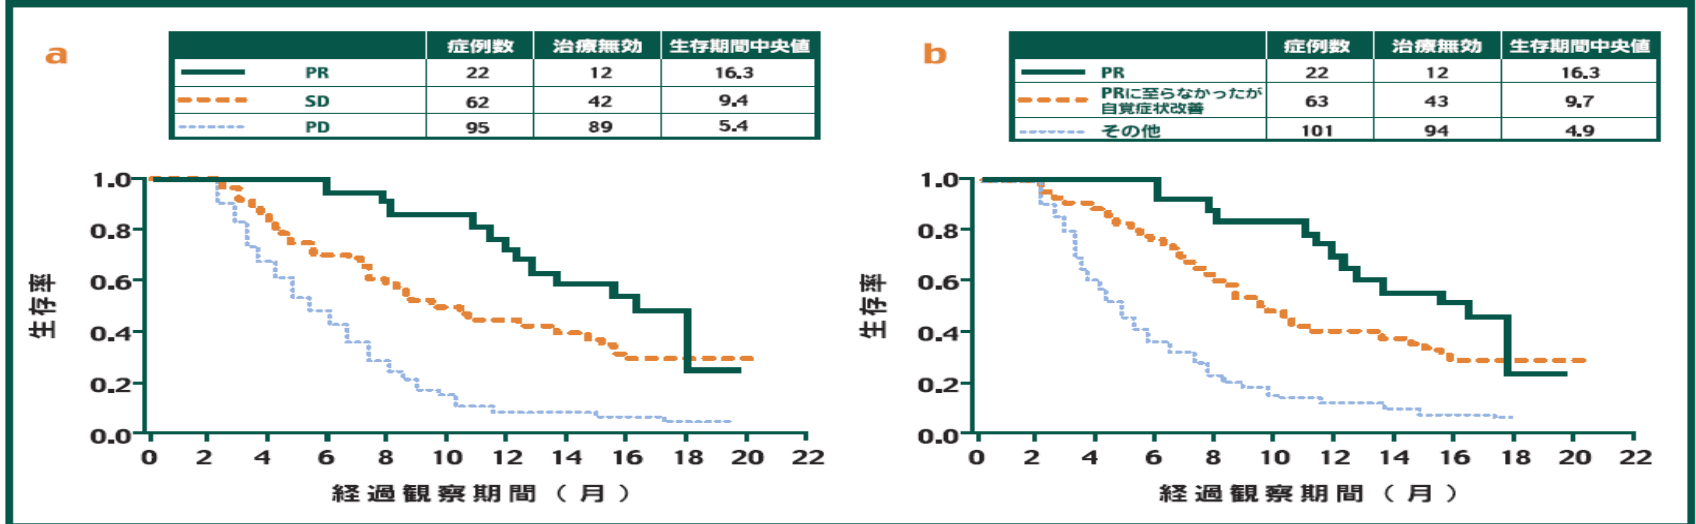 a
症例数 治療無効 生存期間中央値
PR 22 12 16.3
SD 62 42 9.4
PD 95 89 5.4
生存率
1.0
0.8
0.6
0.4
0.2
0.0
0 2 4 6 8 10 12 14 16 18 20 22
経過観察期間（月）
b
症例数 治療無効 生存期間中央値
PR 22 12 16.3
PRに至らなかったが
自覚症状改善 63 43 9.7
その他 101 94 4.9
生存率
1.0
0.8
0.6
0.4
0.2
0.0
0 2 4 6 8 10 12 14 16 18 20 22
経過観察期間（月）